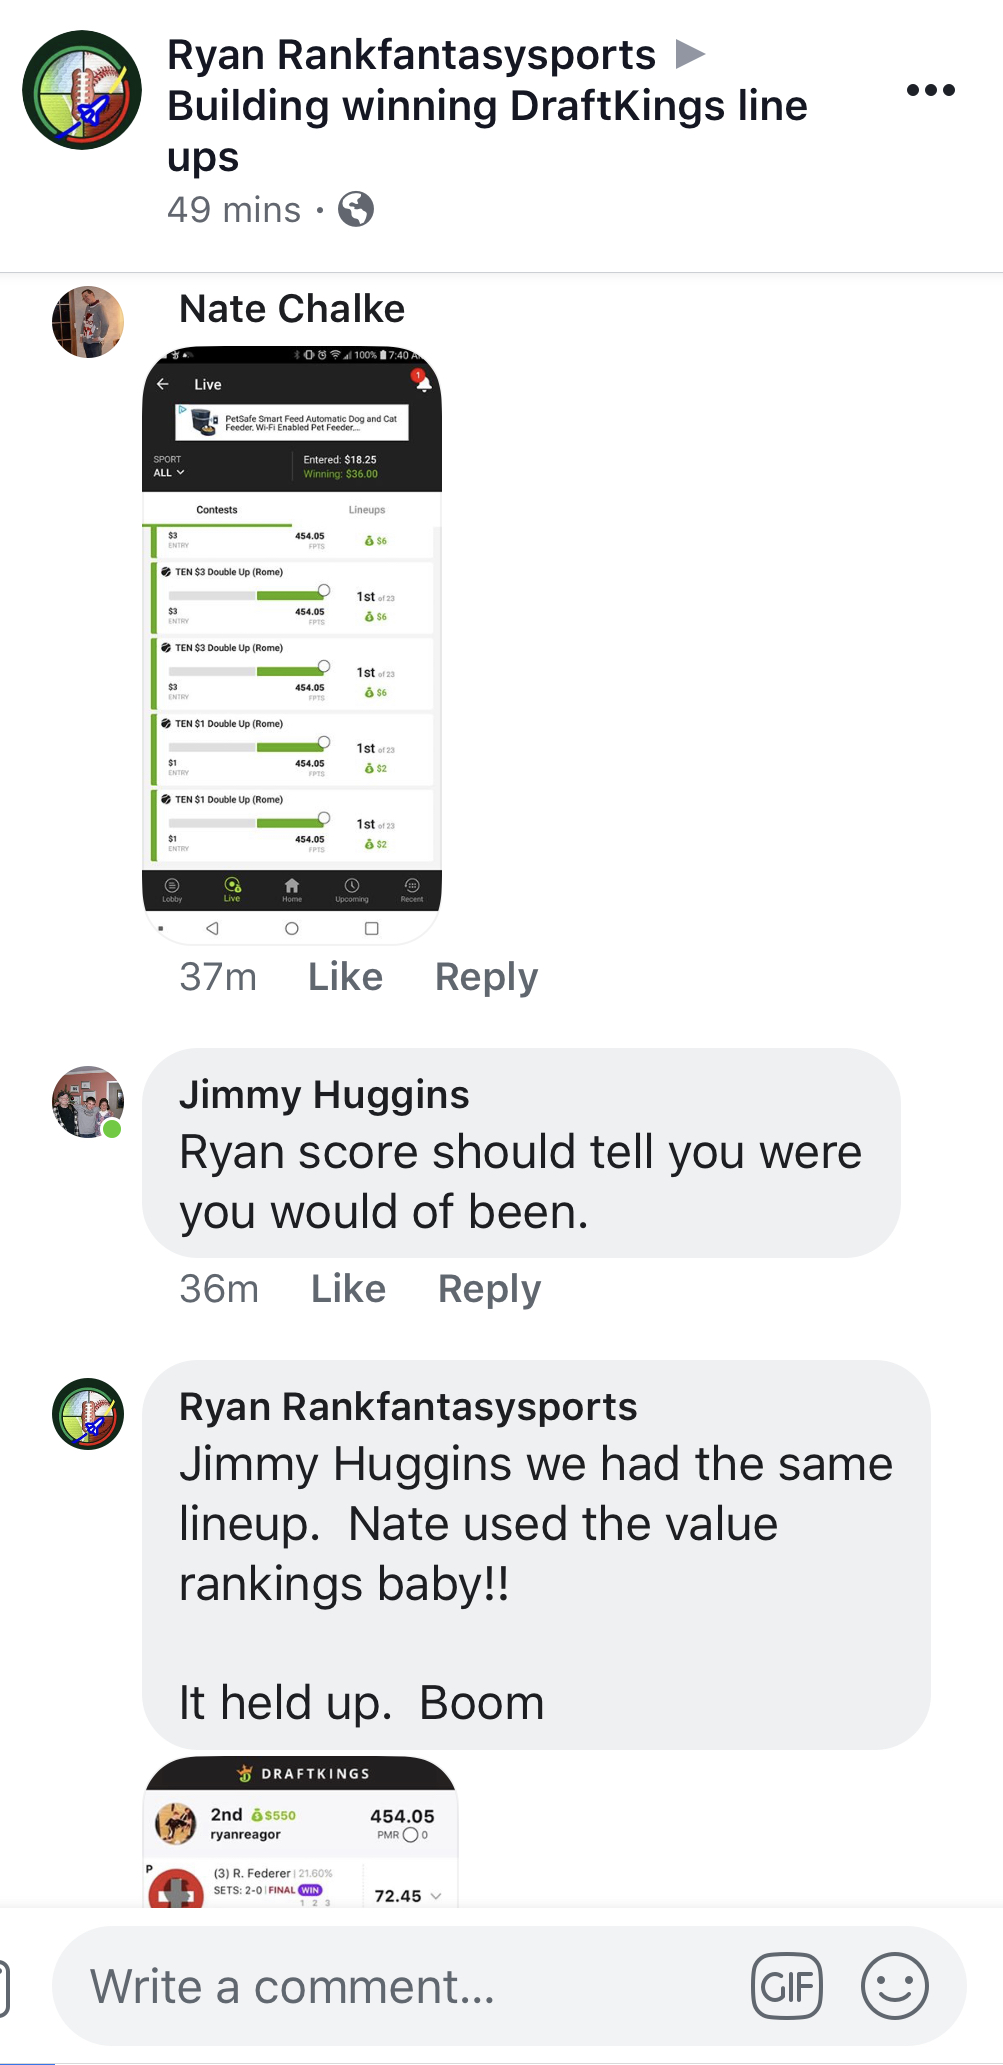 Ryan Rankfantasysports
Building winning DraftKings line
ups
49 mins ·
Nate Chalke
100% 7:40 A
Live
1
PetSafe Smart Feed Automatic Dog and Cat
Feeder, Wi-Fi Enabled Pet Feeder...
SPORT
ALL
Entered: $18.25
Winning: $36.00
Contests Lineups
$3 454.05 $6
ENTRY FPTS
TEN $3 Double Up (Rome)
1st of 23
$3 454.05 $6
ENTRY FPTS
TEN $3 Double Up (Rome)
1st of 23
$3 454.05 $6
ENTRY FPTS
TEN $1 Double Up (Rome)
1st of 23
$1 454.05 $2
ENTRY FPTS
TEN $1 Double Up (Rome)
1st of 23
$1 454.05 $2
ENTRY FPTS
Lobby Live Home Upcoming Recent
37m Like Reply
Jimmy Huggins
Ryan score should tell you were
you would of been.
36m Like Reply
Ryan Rankfantasysports
Jimmy Huggins we had the same
lineup. Nate used the value
rankings baby!!
It held up. Boom
DRAFTKINGS
2nd $550 454.05
ryanreagor PMR 0
P
(3) R. Federer | 21.60%
SETS: 2-0 | FINAL WIN 72.45
1 2 3
Write a comment...
GIF